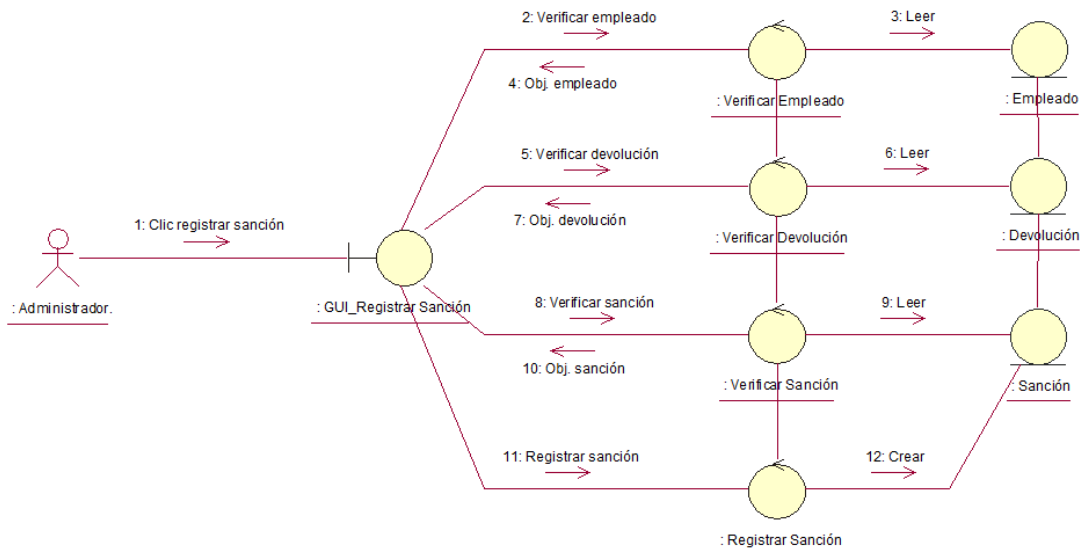 2: Verificar empleado
3: Leer
4: Obj. empleado
: Verificar Empleado
: Empleado
5: Verificar devolución
6: Leer
7: Obj. devolución
: Verificar Devolución
: Devolución
1: Clic registrar sanción
: Administrador.
: GUI_Registrar Sanción
8: Verificar sanción
9: Leer
10: Obj. sanción
: Verificar Sanción
: Sanción
11: Registrar sanción
12: Crear
: Registrar Sanción